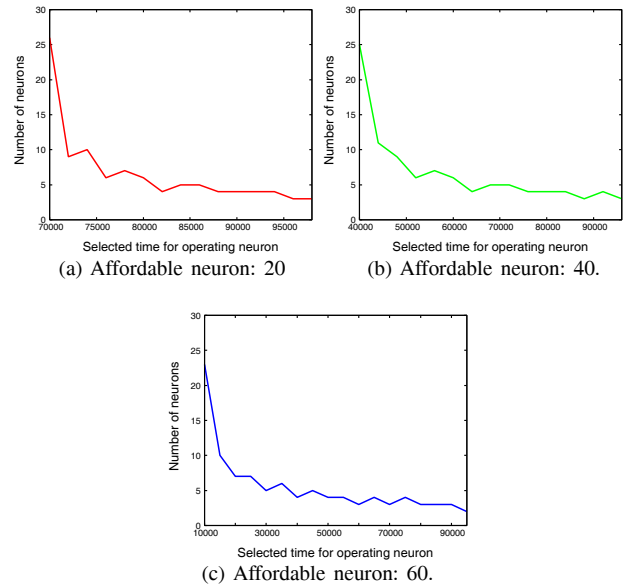 30
25
20
15
10
5
0
Number of neurons
70000 75000 80000 85000 90000 95000
Selected time for operating neuron
(a) Affordable neuron: 20
30
25
20
15
10
5
0
Number of neurons
40000 50000 60000 70000 80000 90000
Selected time for operating neuron
(b) Affordable neuron: 40.
30
25
20
15
10
5
0
Number of neurons
10000 30000 50000 70000 90000
Selected time for operating neuron
(c) Affordable neuron: 60.